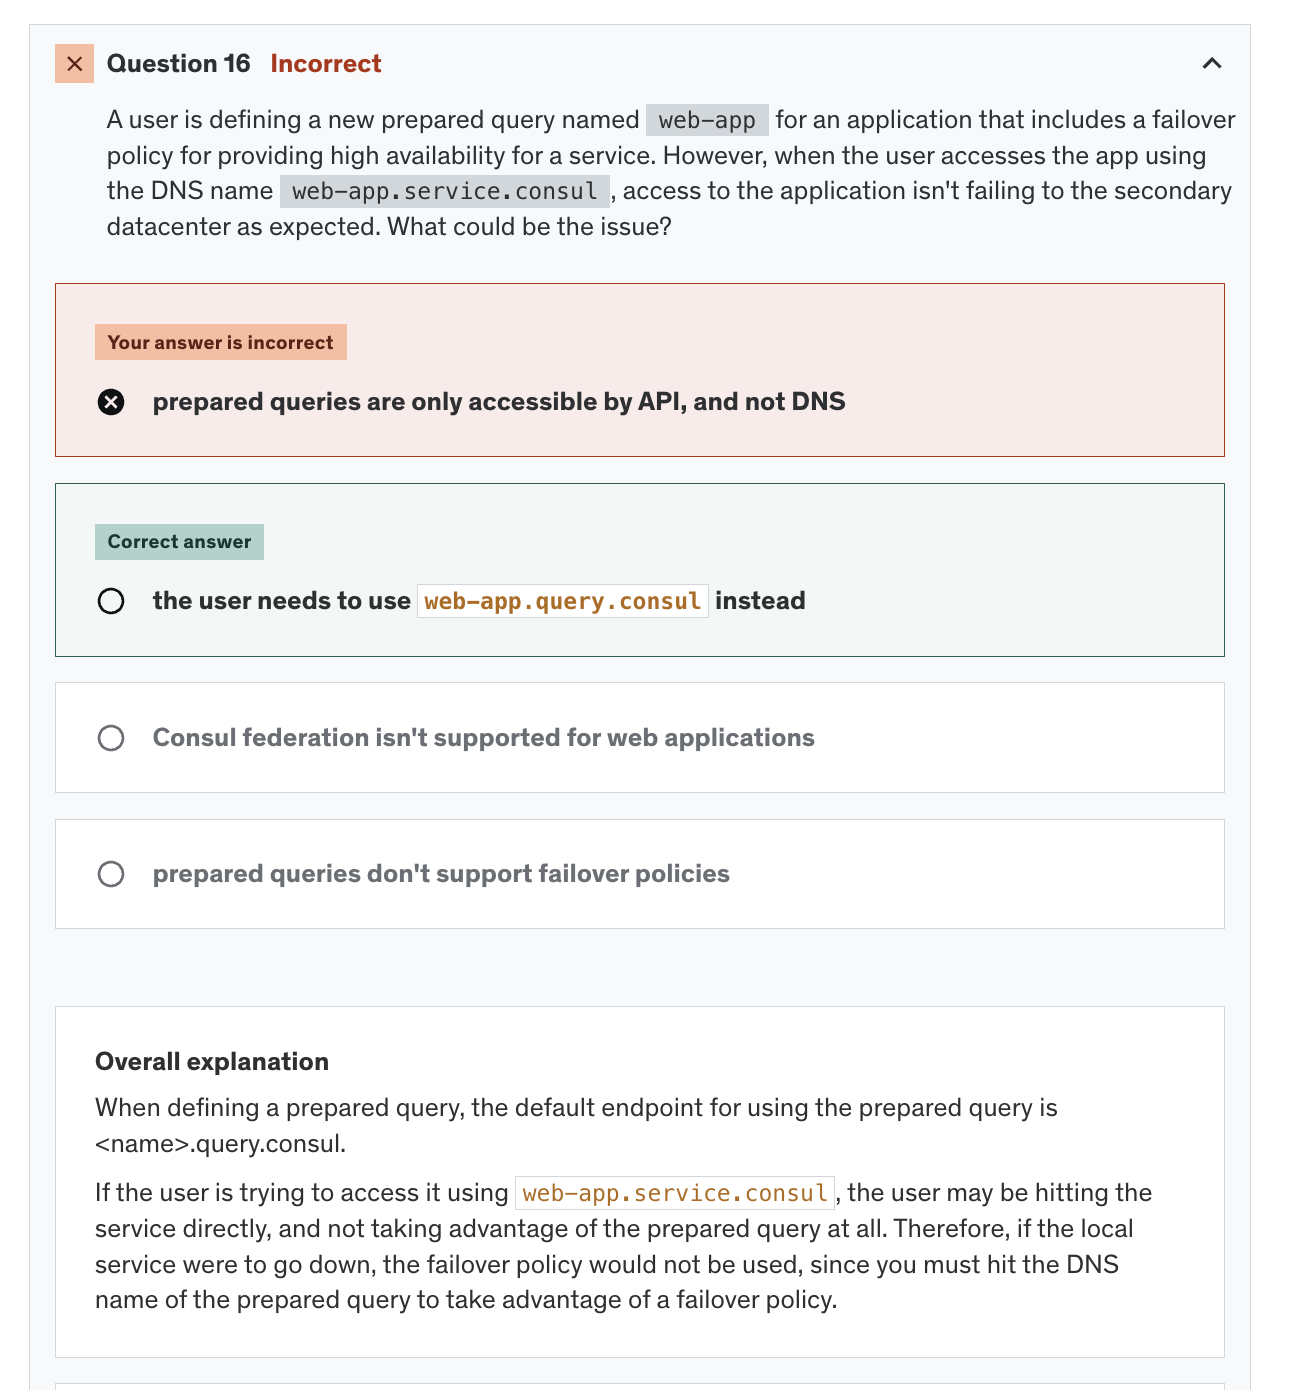 Question 16 Incorrect
A user is defining a new prepared query named web-app for an application that includes a failover
policy for providing high availability for a service. However, when the user accesses the app using
the DNS name web-app.service.consul, access to the application isn't failing to the secondary
datacenter as expected. What could be the issue?
Your answer is incorrect
prepared queries are only accessible by API, and not DNS
Correct answer
the user needs to use web-app.query.consul instead
Consul federation isn't supported for web applications
prepared queries don't support failover policies
Overall explanation
When defining a prepared query, the default endpoint for using the prepared query is
<name>.query.consul.
If the user is trying to access it using web-app.service.consul, the user may be hitting the
service directly, and not taking advantage of the prepared query at all. Therefore, if the local
service were to go down, the failover policy would not be used, since you must hit the DNS
name of the prepared query to take advantage of a failover policy.